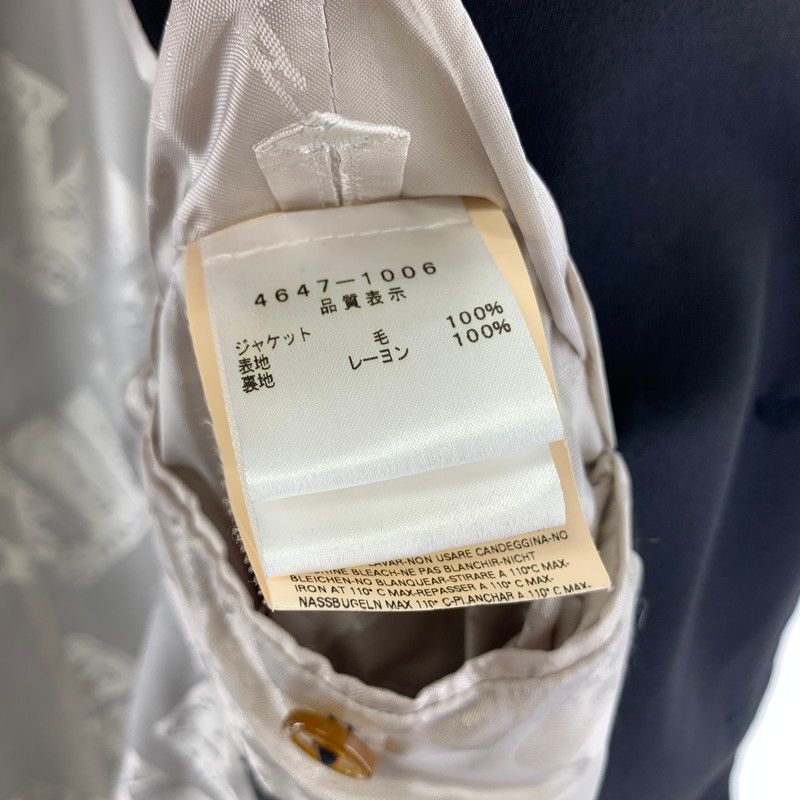 4647-1006
品質表示
ジャケット
表地 毛 100%
裏地 レーヨン 100%
LAVAR-NON USARE CANDEGGINA-NO
BLEACH-NE PAS BLANCHIR-NICHT
BLEICHEN-NO BLANQUEAR-STIRARE A 110° C MAX-
IRON AT 110° C MAX-REPASSER A 110° C MAX-
NASSBUGELN MAX 110° C-PLANCHAR A 110° C MAX-